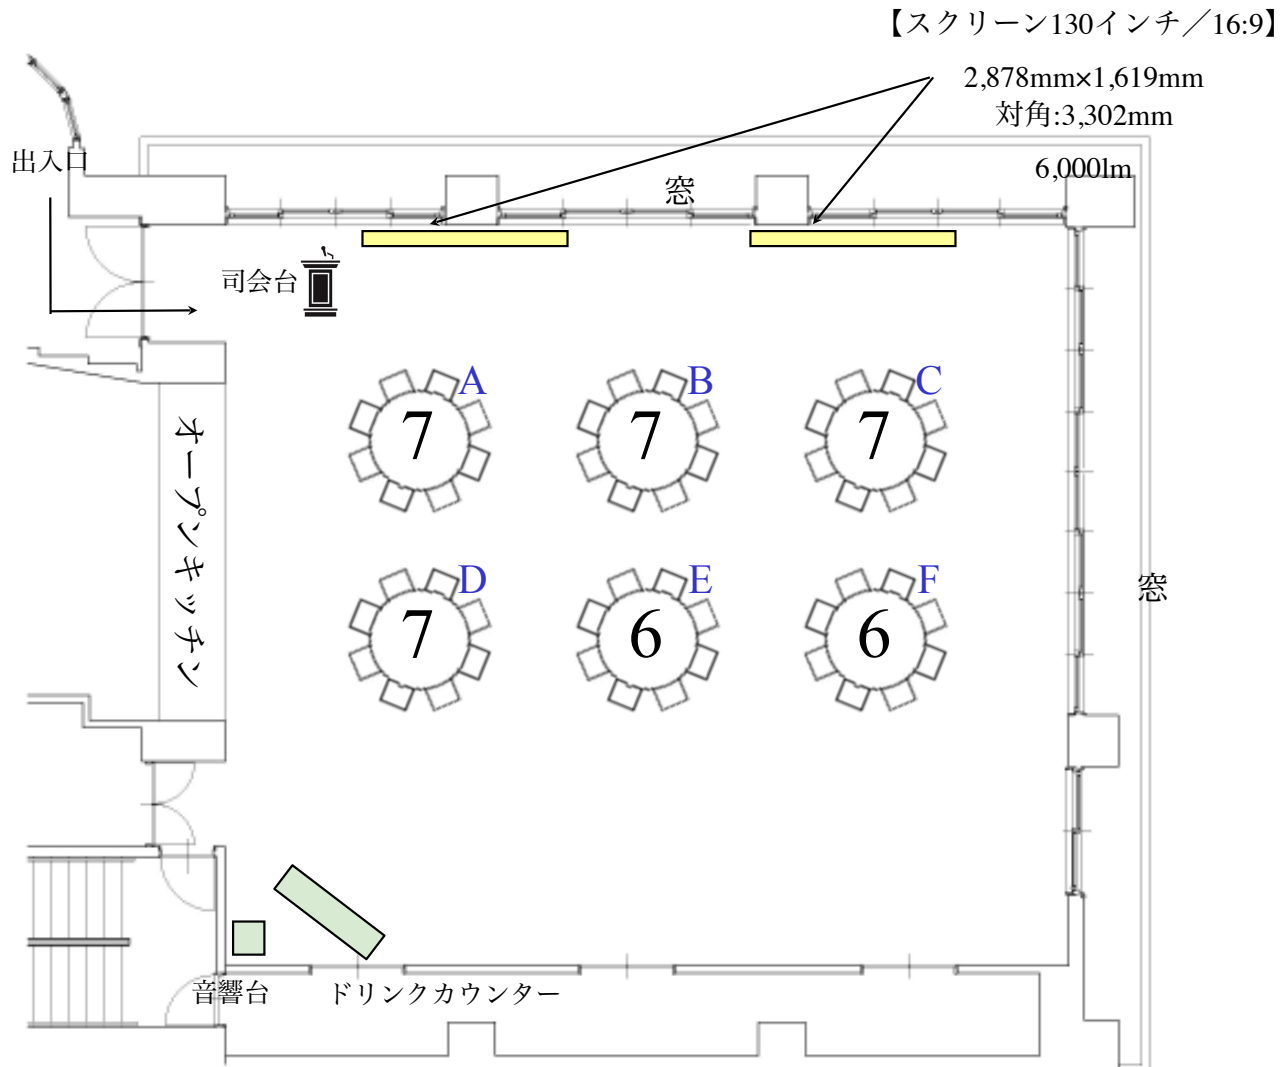 【スクリーン130インチ／16:9】
2,878mm×1,619mm
対角:3,302mm
6,000lm
出入口
窓
司会台
A
B
C
7
7
7
オープンキッチン
D
E
F
7
6
6
窓
音響台
ドリンクカウンター